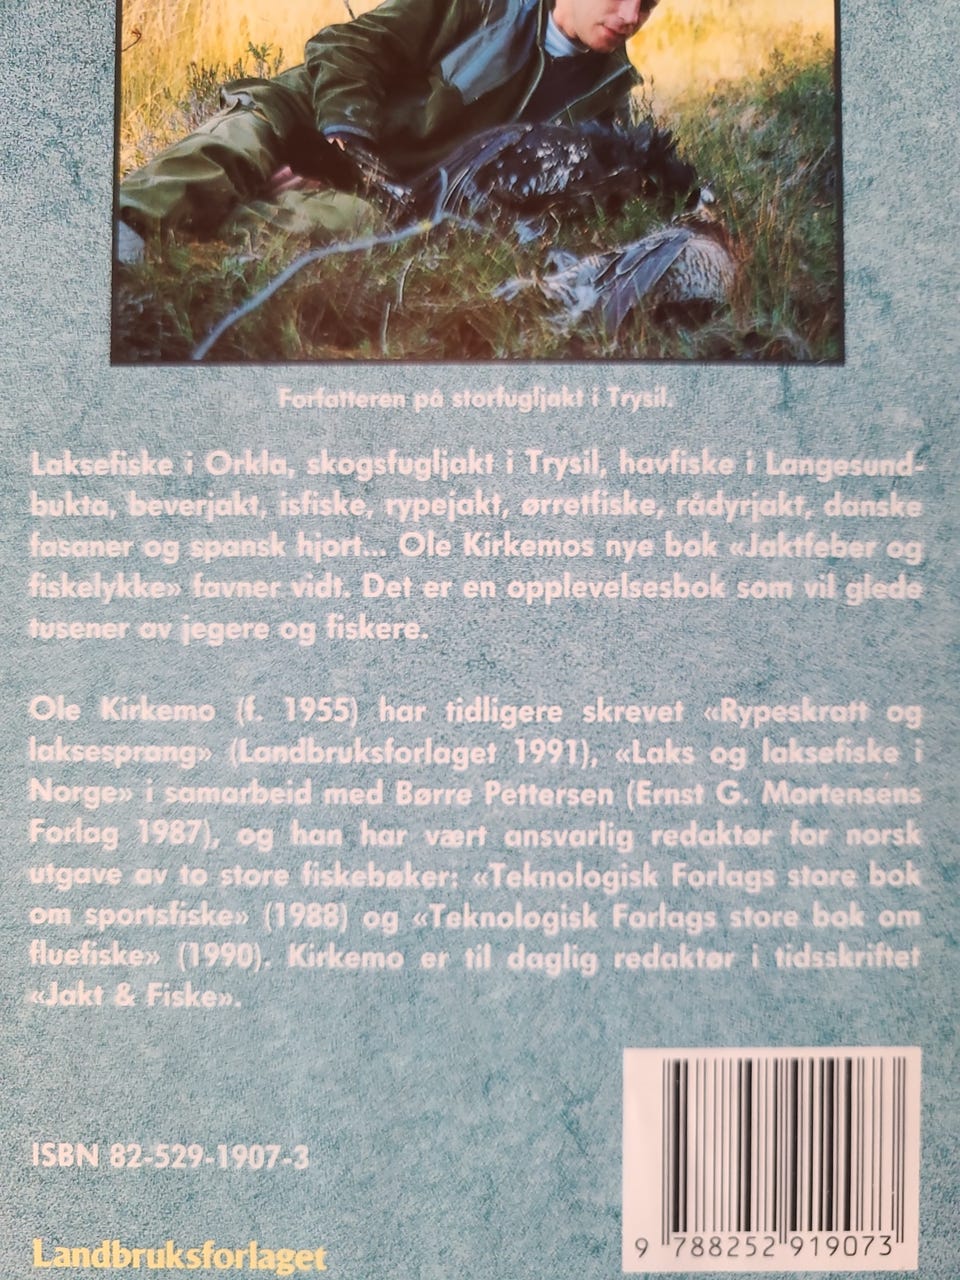 Forfatteren på storfugljakt i Trysil.
Laksefiske i Orkla, skogsfugljakt i Trysil, havfiske i Langesund-
bukta, beverjakt, isfiske, rypejakt, ørretfiske, rådyrjakt, danske
fasaner og spansk hjort... Ole Kirkemos nye bok «Jaktfeber og
fiskelykke» favner vidt. Det er en opplevelsesbok som vil glede
tusener av jegere og fiskere.
Ole Kirkemo (f. 1955) har tidligere skrevet «Rypeskratt og
laksesprang» (Landbruksforlaget 1991), «Laks og laksefiske i
Norge» i samarbeid med Børre Pettersen (Ernst G. Mortensens
Forlag 1987), og han har vært ansvarlig redaktør for norsk
utgave av to store fiskebøker: «Teknologisk Forlags store bok
om sportsfiske» (1988) og «Teknologisk Forlags store bok om
fluefiske» (1990). Kirkemo er til daglig redaktør i tidsskriftet
«Jakt & Fiske».
ISBN 82-529-1907-3
9 788252 919073
Landbruksforlaget